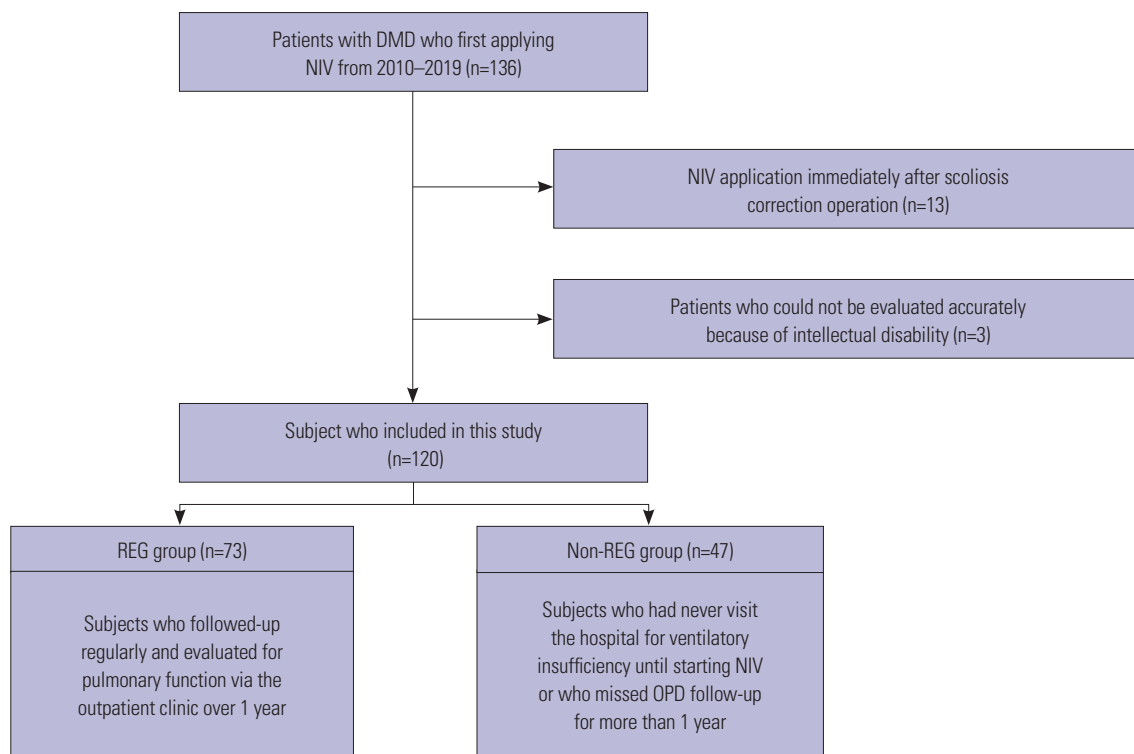 Patients with DMD who first applying
NIV from 2010–2019 (n=136)
NIV application immediately after scoliosis
correction operation (n=13)
Patients who could not be evaluated accurately
because of intellectual disability (n=3)
Subject who included in this study
(n=120)
REG group (n=73)
Subjects who followed-up
regularly and evaluated for
pulmonary function via the
outpatient clinic over 1 year
Non-REG group (n=47)
Subjects who had never visit
the hospital for ventilatory
insufficiency until starting NIV
or who missed OPD follow-up
for more than 1 year